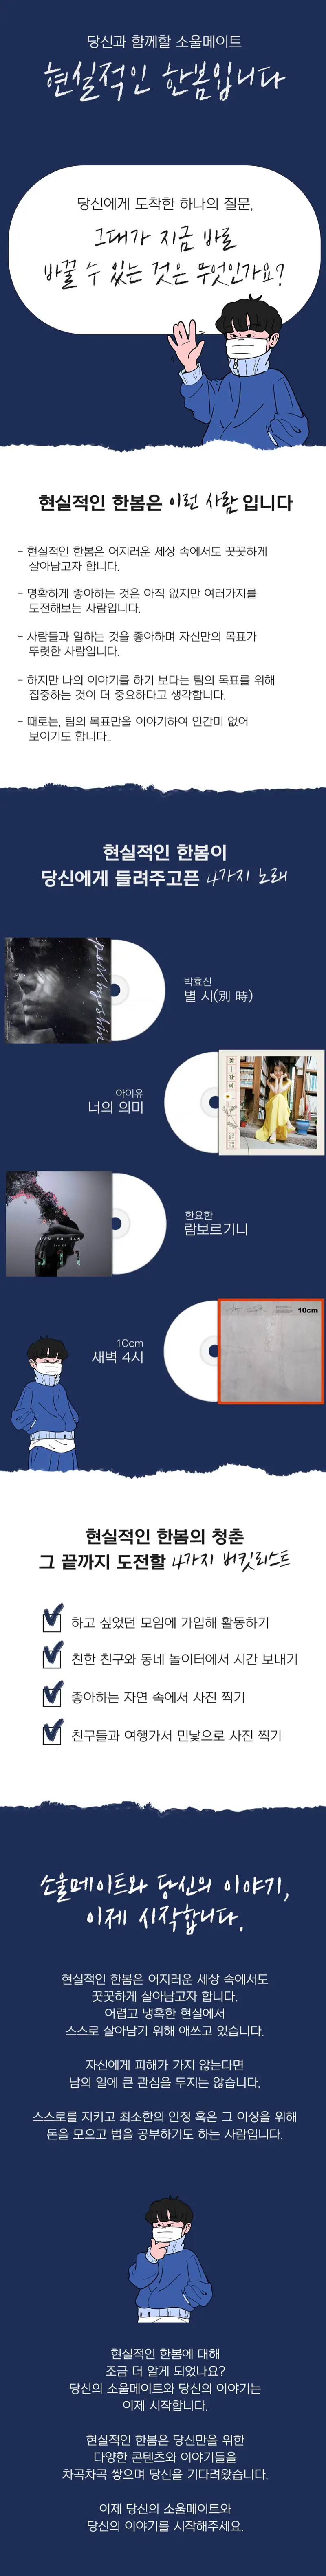 당신과 함께할 소울메이트
현실적인 한봄입니다
당신에게 도착한 하나의 질문,
그대가 지금 바로
바꿀 수 있는 것은 무엇인가요?
현실적인 한봄은 이런 사람 입니다
- 현실적인 한봄은 어지러운 세상 속에서도 꿋꿋하게
살아남고자 합니다.
- 명확하게 좋아하는 것은 아직 없지만 여러가지를
도전해보는 사람입니다.
- 사람들과 일하는 것을 좋아하며 자신만의 목표가
뚜렷한 사람입니다.
- 하지만 나의 이야기를 하기 보다는 팀의 목표를 위해
집중하는 것이 더 중요하다고 생각합니다.
- 때로는, 팀의 목표만을 이야기하여 인간미 없어
보이기도 합니다..
현실적인 한봄이
당신에게 들려주고픈 4가지 노래
박효신
별 시(別 時)
아이유
너의 의미
한요한
람보르기니
10cm
10cm
새벽 4시
현실적인 한봄의 청춘
그 끝까지 도전할 4가지 버킷리스트
하고 싶었던 모임에 가입해 활동하기
친한 친구와 동네 놀이터에서 시간 보내기
좋아하는 자연 속에서 사진 찍기
친구들과 여행가서 민낯으로 사진 찍기
소울메이트와 당신의 이야기,
이제 시작합니다.
현실적인 한봄은 어지러운 세상 속에서도
꿋꿋하게 살아남고자 합니다.
어렵고 냉혹한 현실에서
스스로 살아남기 위해 애쓰고 있습니다.
자신에게 피해가 가지 않는다면
남의 일에 큰 관심을 두지는 않습니다.
스스로를 지키고 최소한의 인정 혹은 그 이상을 위해
돈을 모으고 법을 공부하기도 하는 사람입니다.
현실적인 한봄에 대해
조금 더 알게 되었나요?
당신의 소울메이트와 당신의 이야기는
이제 시작합니다.
현실적인 한봄은 당신만을 위한
다양한 콘텐츠와 이야기들을
차곡차곡 쌓으며 당신을 기다려왔습니다.
이제 당신의 소울메이트와
당신의 이야기를 시작해주세요.